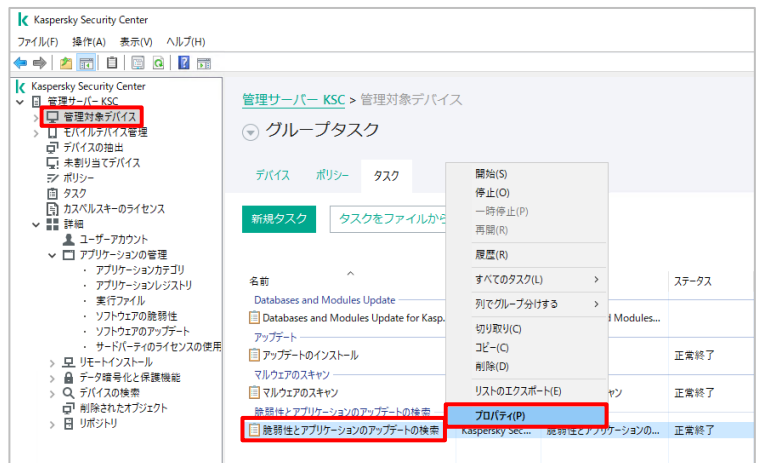 Kaspersky Security Center
ファイル(F) 操作(A) 表示(V) ヘルプ(H)
Kaspersky Security Center
管理サーバー KSC
管理対象デバイス
モバイルデバイス管理
デバイスの抽出
未割り当てデバイス
ポリシー
タスク
カスペルスキーのライセンス
詳細
ユーザーアカウント
アプリケーションの管理
・ アプリケーションカテゴリ
・ アプリケーションレジストリ
・ 実行ファイル
・ ソフトウェアの脆弱性
・ ソフトウェアのアップデート
・ サードパーティのライセンスの使用
リモートインストール
データ暗号化と保護機能
デバイスの検索
削除されたオブジェクト
リポジトリ
管理サーバー KSC > 管理対象デバイス
グループタスク
デバイス ポリシー タスク
新規タスク タスクをファイルから
名前 ステータス
Databases and Modules Update
Databases and Modules Update for Kasp. d Modules...
アップデート
アップデートのインストール 正常終了
マルウェアのスキャン
マルウェアのスキャン ャン 正常終了
脆弱性とアプリケーションのアップデートの検索
脆弱性とアプリケーションのアップデートの検索 Kaspersky Sec... 脆弱性とアプリケーションの... 正常終了
開始(S)
停止(O)
一時停止(P)
再開(R)
履歴(R)
すべてのタスク(L)
列でグループ分けする
切り取り(C)
コピー(C)
削除(D)
リストのエクスポート(E)
プロパティ(P)